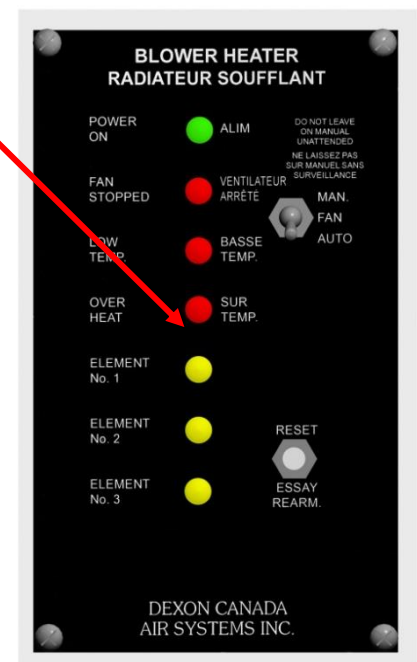 BLOWER HEATER
RADIATEUR SOUFFLANT
POWER
ON
ALIM
DO NOT LEAVE
ON MANUAL
UNATTENDED
NE LAISSEZ PAS
SUR MANUEL SANS
SURVEILLANCE
FAN
STOPPED
VENTILATEUR
ARRÊTÉ
MAN.
FAN
AUTO
LOW
TEMP.
BASSE
TEMP.
OVER
HEAT
SUR
TEMP.
ELEMENT
No. 1
ELEMENT
No. 2
RESET
ESSAY
REARM.
ELEMENT
No. 3
DEXON CANADA
AIR SYSTEMS INC.